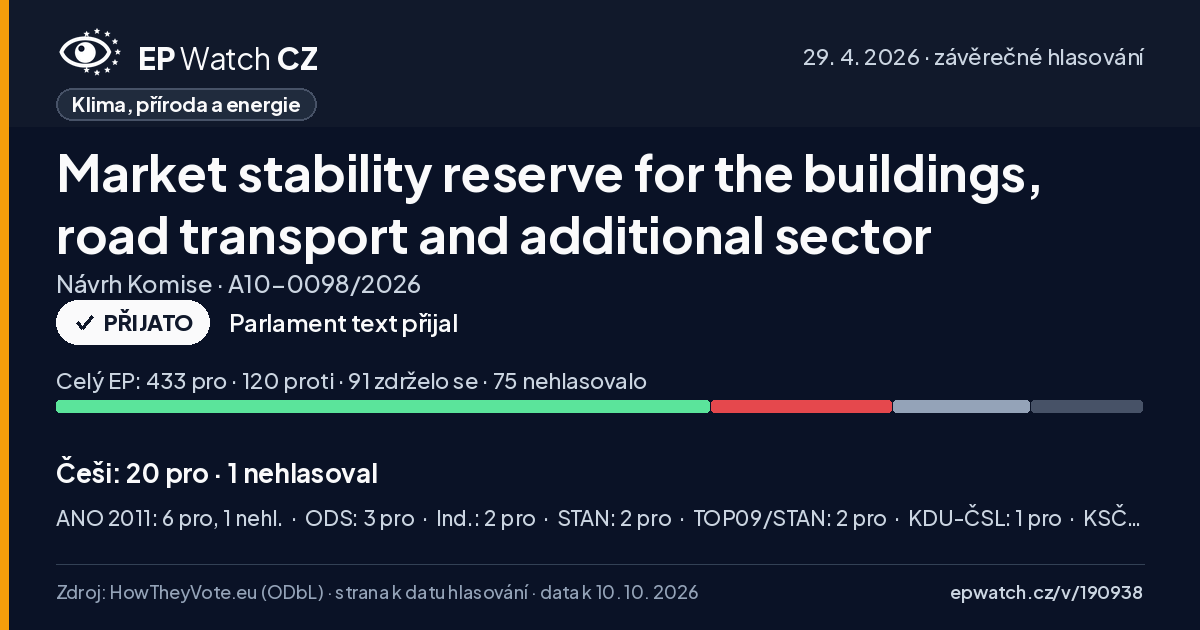 EP Watch CZ
29. 4. 2026 · závěrečné hlasování
Klima, příroda a energie
Market stability reserve for the buildings,
road transport and additional sector
Návrh Komise · A10-0098/2026
✓ PŘIJATO Parlament text přijal
Celý EP: 433 pro · 120 proti · 91 zdrželo se · 75 nehlasovalo
Češi: 20 pro · 1 nehlasoval
ANO 2011: 6 pro, 1 nehl. · ODS: 3 pro · Ind.: 2 pro · STAN: 2 pro · TOP09/STAN: 2 pro · KDU-ČSL: 1 pro · KSČ…
Zdroj: HowTheyVote.eu (ODbL) · strana k datu hlasování · data k 10. 10. 2026
epwatch.cz/v/190938